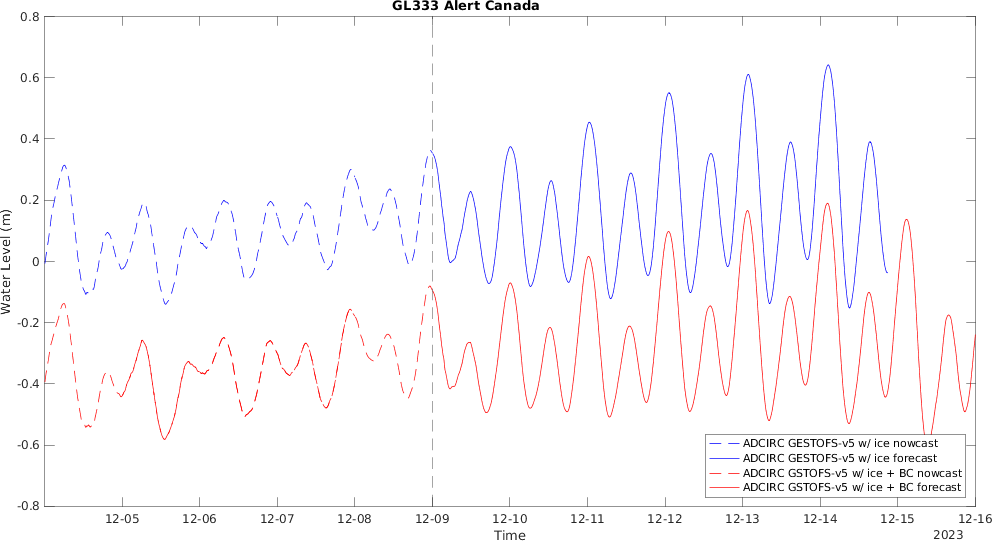 GL333 Alert Canada
0.8
0.6
0.4
0.2
0
-0.2
-0.4
-0.6
-0.8
Water Level (m)
ADCIRC GESTOFS-v5 w/ ice nowcast
ADCIRC GESTOFS-v5 w/ ice forecast
ADCIRC GSTOFS-v5 w/ ice + BC nowcast
ADCIRC GSTOFS-v5 w/ ice + BC forecast
12-05 12-06 12-07 12-08 12-09 12-10 12-11 12-12 12-13 12-14 12-15 12-16
Time
2023